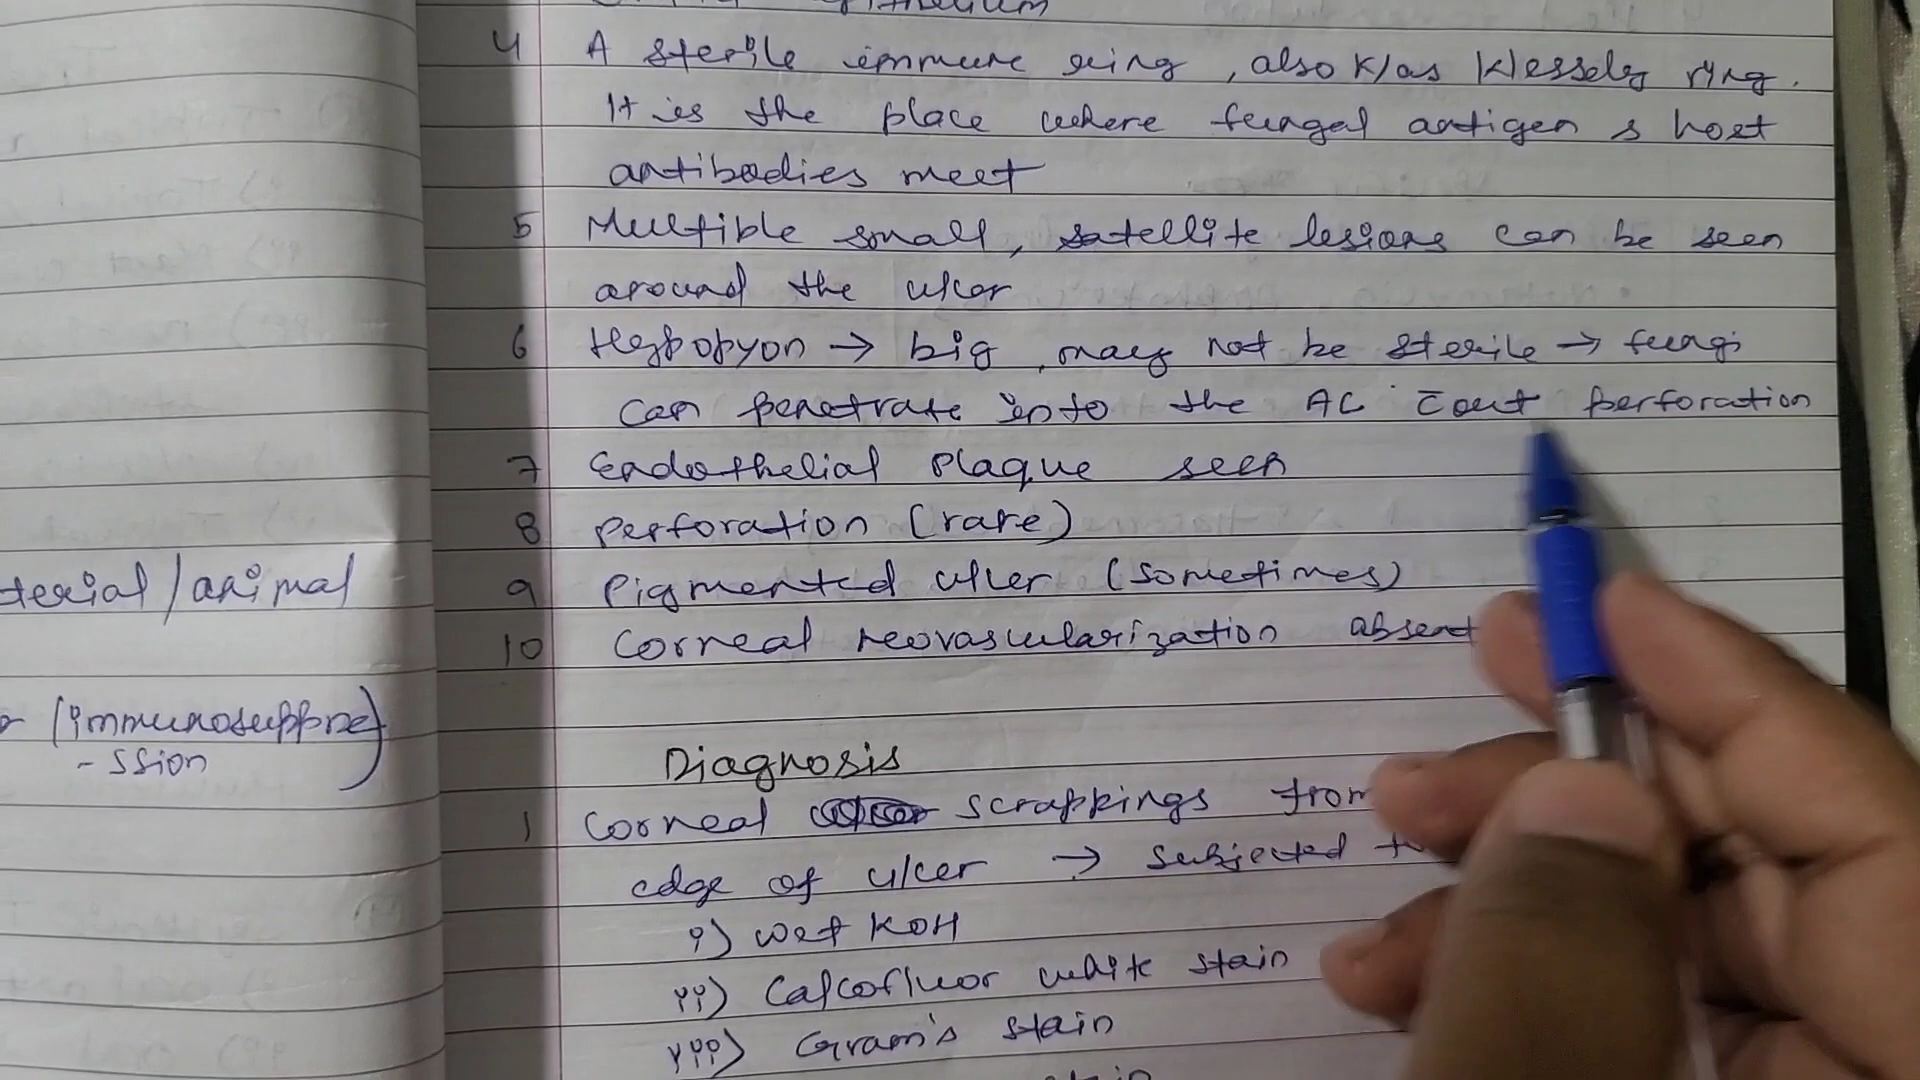 4 A sterile immune ring, also k/as Wesseley ring.
It is the place where fungal antigen & host
antibodies meet
5 Multiple small, satellite lesions can be seen
around the ulcer
6 Hypopyon → big, may not be sterile → fungi
can penetrate into the AC c̄out perforation
7 Endothelial plaque seen
8 Perforation (rare)
9 Pigmented ulcer (sometimes)
10 Corneal neovascularization absent
terial/animal
(immunosuppre
- ssion)
Diagnosis
1 Corneal scrappings from
edge of ulcer → subjected
i) Wet KOH
ii) Calcofluor white stain
iii) Gram's stain